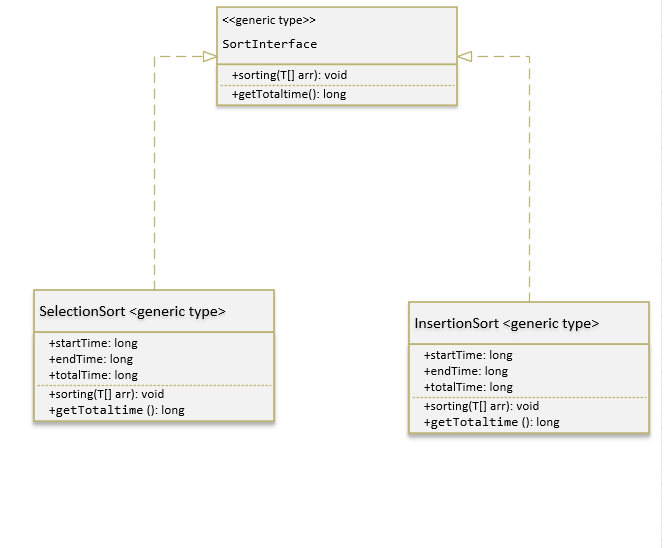 <<generic type>>
SortInterface
+sorting(T[] arr): void
+getTotaltime(): long
SelectionSort <generic type>
+startTime: long
+endTime: long
+totalTime: long
+sorting(T[] arr): void
+getTotaltime (): long
InsertionSort <generic type>
+startTime: long
+endTime: long
+totalTime: long
+sorting(T[] arr): void
+getTotaltime (): long